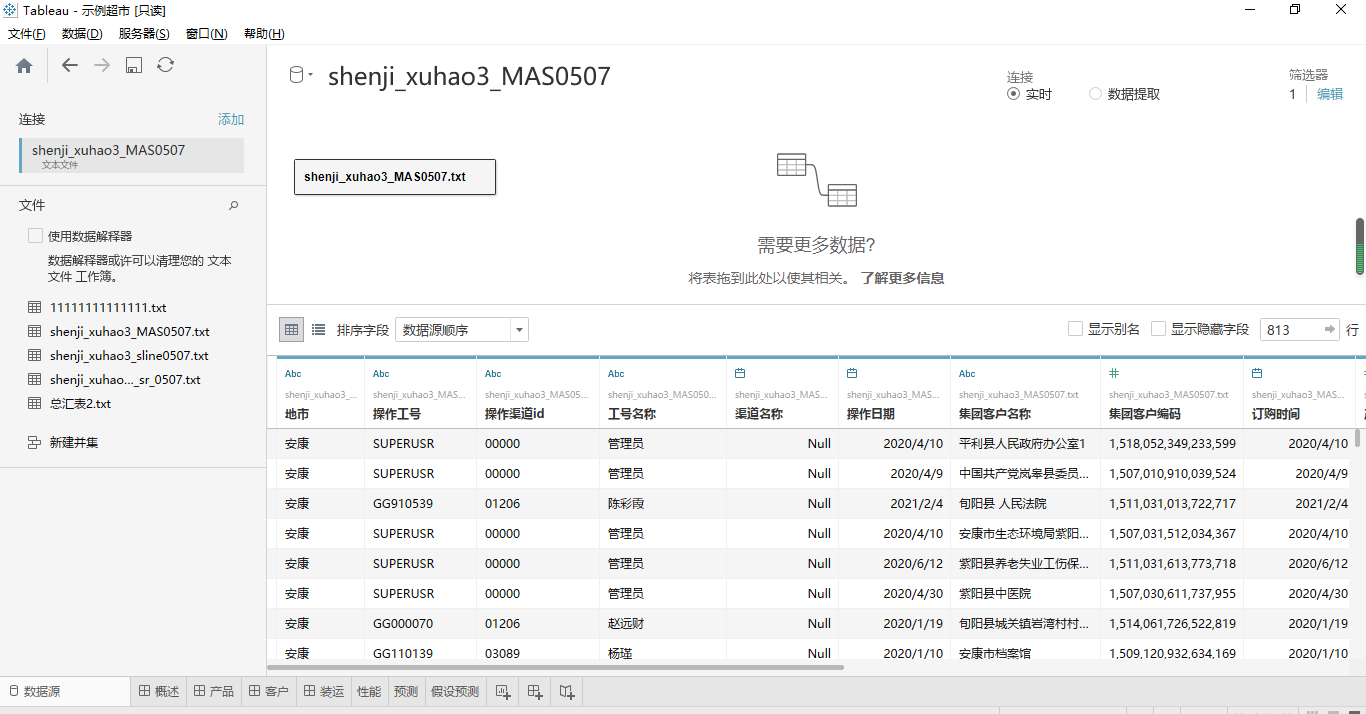 Tableau - 示例超市 [只读]
文件(F) 数据(D) 服务器(S) 窗口(N) 帮助(H)
连接 添加
shenji_xuhao3_MAS0507
文本文件
文件
使用数据解释器
数据解释器或许可以清理您的 文本
文件 工作簿。
11111111111111.txt
shenji_xuhao3_MAS0507.txt
shenji_xuhao3_sline0507.txt
shenji_xuhao..._sr_0507.txt
总汇表2.txt
新建并集
shenji_xuhao3_MAS0507
连接
实时 数据提取
筛选器
1 编辑
shenji_xuhao3_MAS0507.txt
需要更多数据?
将表拖到此处以使其相关。 了解更多信息
排序字段 数据源顺序 显示别名 显示隐藏字段 813 行
Abc Abc Abc Abc Abc #
shenji_xuhao3_... shenji_xuhao3_MAS... shenji_xuhao3_MAS05... shenji_xuhao3_MAS050... shenji_xuhao3_MAS... shenji_xuhao3_MAS... shenji_xuhao3_MAS0507.txt shenji_xuhao3_MAS0507.txt shenji_xuhao3_MAS...
地市 操作工号 操作渠道id 工号名称 渠道名称 操作日期 集团客户名称 集团客户编码 订购时间
安康 SUPERUSR 00000 管理员 Null 2020/4/10 平利县人民政府办公室1 1,518,052,349,233,599 2020/4/10
安康 SUPERUSR 00000 管理员 Null 2020/4/9 中国共产党岚皋县委员... 1,507,010,910,039,524 2020/4/9
安康 GG910539 01206 陈彩霞 Null 2021/2/4 旬阳县 人民法院 1,511,031,013,722,717 2021/2/4
安康 SUPERUSR 00000 管理员 Null 2020/4/10 安康市生态环境局紫阳... 1,507,031,512,034,367 2020/4/10
安康 SUPERUSR 00000 管理员 Null 2020/6/12 紫阳县养老失业工伤保... 1,511,031,613,773,718 2020/6/12
安康 SUPERUSR 00000 管理员 Null 2020/4/30 紫阳县中医院 1,507,030,611,737,955 2020/4/30
安康 GG000070 01206 赵远财 Null 2020/1/19 旬阳县城关镇岩湾村村... 1,514,061,726,522,819 2020/1/19
安康 GG110139 03089 杨瑾 Null 2020/1/10 安康市档案馆 1,509,120,932,634,169 2020/1/10
数据源 概述 产品 客户 装运 性能 预测 假设预测